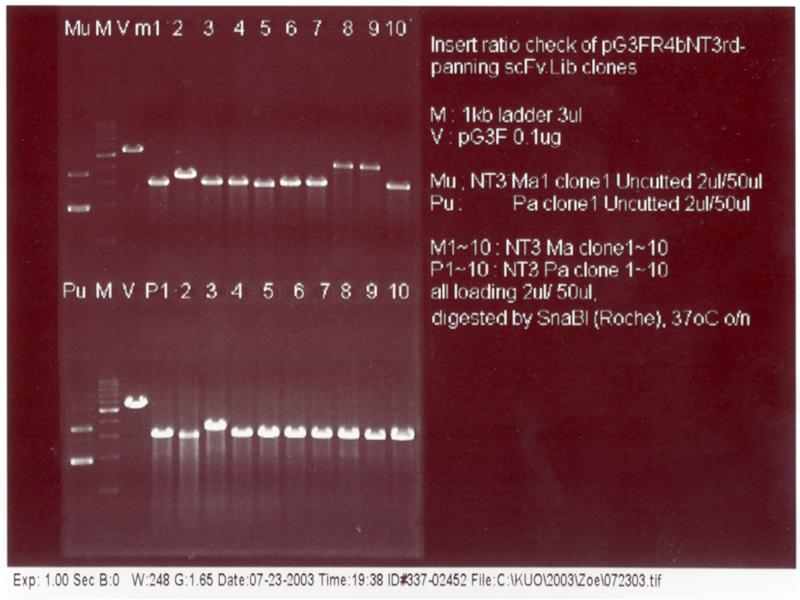 Mu M V m1 2 3 4 5 6 7 8 9 10
Insert ratio check of pG3FR4bNT3rd-
panning scFv.Lib clones
M : 1kb ladder 3ul
V : pG3F 0.1ug
Mu , NT3 Ma1 clone1 Uncutted 2ul/50ul
Pu : Pa clone1 Uncutted 2ul/50ul
M1~10 : NT3 Ma clone1~10
P1~10 : NT3 Pa clone 1~10
all loading 2ul/ 50ul,
digested by SnaBI (Roche), 37oC o/n
Pu M V P1 2 3 4 5 6 7 8 9 10
Exp: 1.00 Sec B:0 W:248 G:1.65 Date:07-23-2003 Time:19:38 ID#337-02452 File:C:\KUO\2003\Zoe\072303.tif